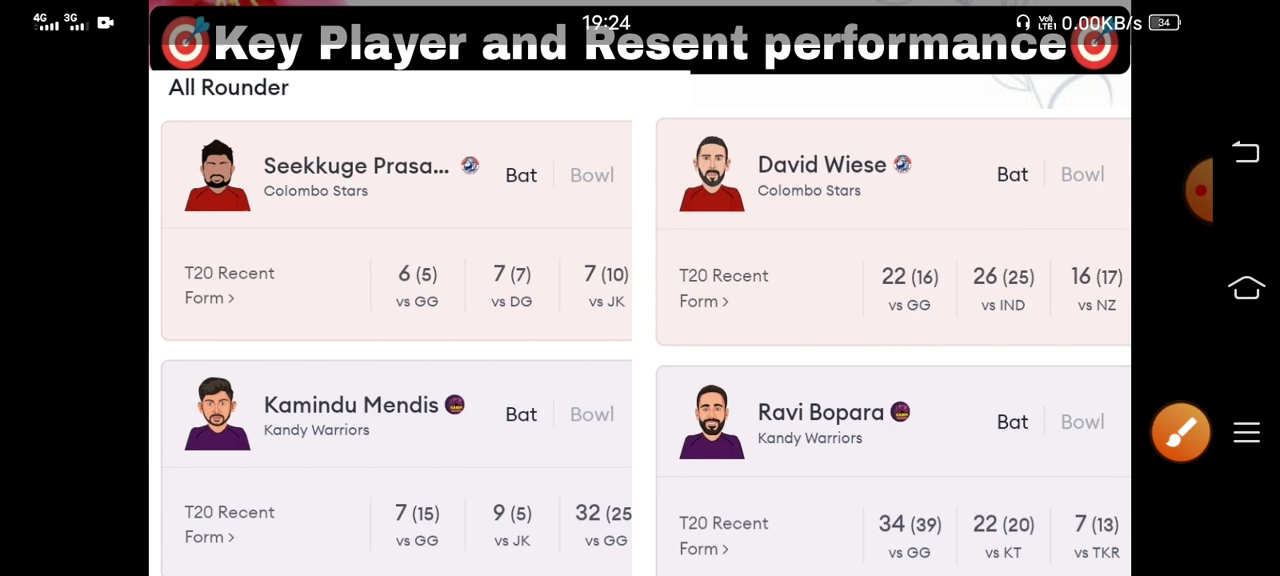 4G 3G 19:24 Vo) LTE1 0.00KB/s 34
Key Player and Resent performance
All Rounder
Seekkuge Prasa... Bat Bowl
Colombo Stars
T20 Recent Form > 6 (5) 7 (7) 7 (10)
vs GG vs DG vs JK
David Wiese Bat Bowl
Colombo Stars
T20 Recent Form > 22 (16) 26 (25) 16 (17)
vs GG vs IND vs NZ
Kamindu Mendis Bat Bowl
Kandy Warriors
T20 Recent Form > 7 (15) 9 (5) 32 (25
vs GG vs JK vs GG
Ravi Bopara Bat Bowl
Kandy Warriors
T20 Recent Form > 34 (39) 22 (20) 7 (13)
vs GG vs KT vs TKR